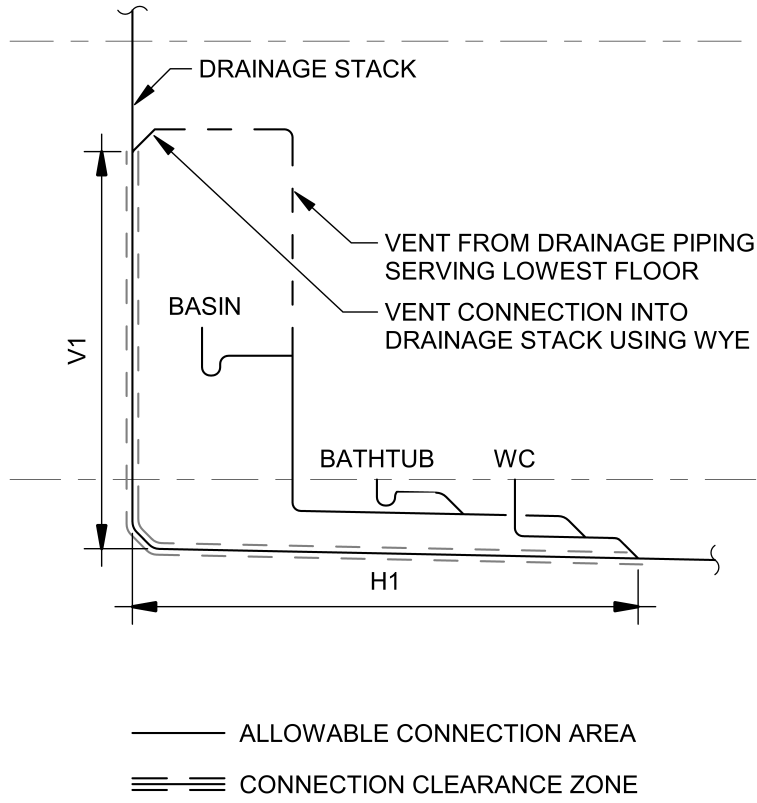 DRAINAGE STACK
VENT FROM DRAINAGE PIPING
SERVING LOWEST FLOOR
BASIN
VENT CONNECTION INTO
DRAINAGE STACK USING WYE
V1
BATHTUB
WC
H1
ALLOWABLE CONNECTION AREA
CONNECTION CLEARANCE ZONE